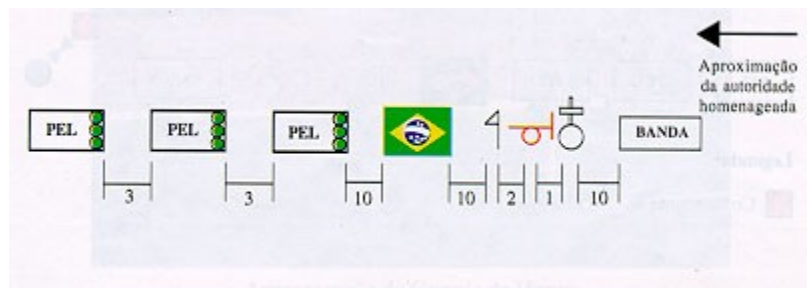 Aproximação
da autoridade
homenageada
PEL PEL PEL BANDA
3 3 10 10 2 1 10